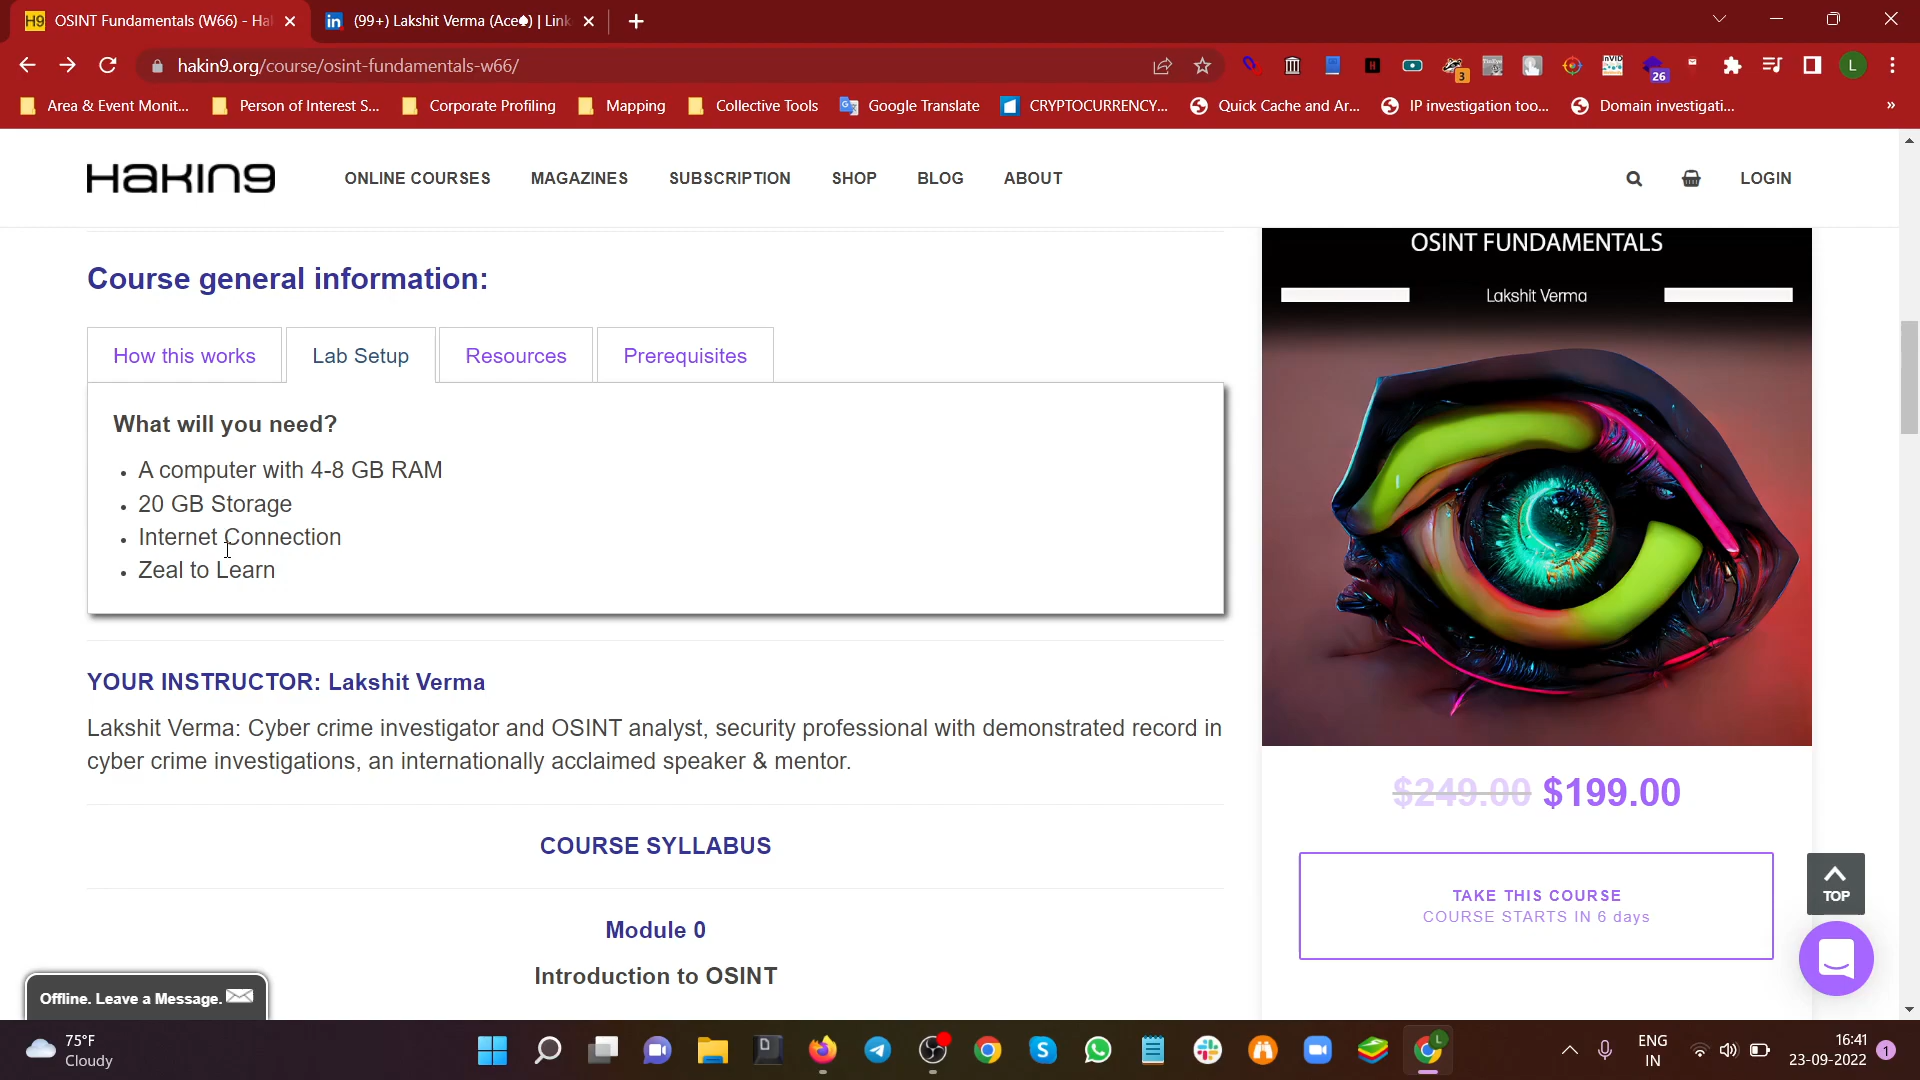 OSINT Fundamentals (W66) - Ha
(99+) Lakshit Verma (Ace♠) | Link
hakin9.org/course/osint-fundamentals-w66/
3
26
L
Area & Event Monit...
Person of Interest S...
Corporate Profiling
Mapping
Collective Tools
Google Translate
CRYPTOCURRENCY...
Quick Cache and Ar...
IP investigation too...
Domain investigati...
»
HAKIN9
ONLINE COURSES
MAGAZINES
SUBSCRIPTION
SHOP
BLOG
ABOUT
LOGIN
Course general information:
How this works
Lab Setup
Resources
Prerequisites
What will you need?
• A computer with 4-8 GB RAM
• 20 GB Storage
• Internet Connection
• Zeal to Learn
YOUR INSTRUCTOR: Lakshit Verma
Lakshit Verma: Cyber crime investigator and OSINT analyst, security professional with demonstrated record in
cyber crime investigations, an internationally acclaimed speaker & mentor.
COURSE SYLLABUS
Module 0
Introduction to OSINT
OSINT FUNDAMENTALS
Lakshit Verma
$249.00 $199.00
TAKE THIS COURSE
COURSE STARTS IN 6 days
TOP
Offline. Leave a Message.
75°F
Cloudy
ENG
IN
16:41
23-09-2022
1